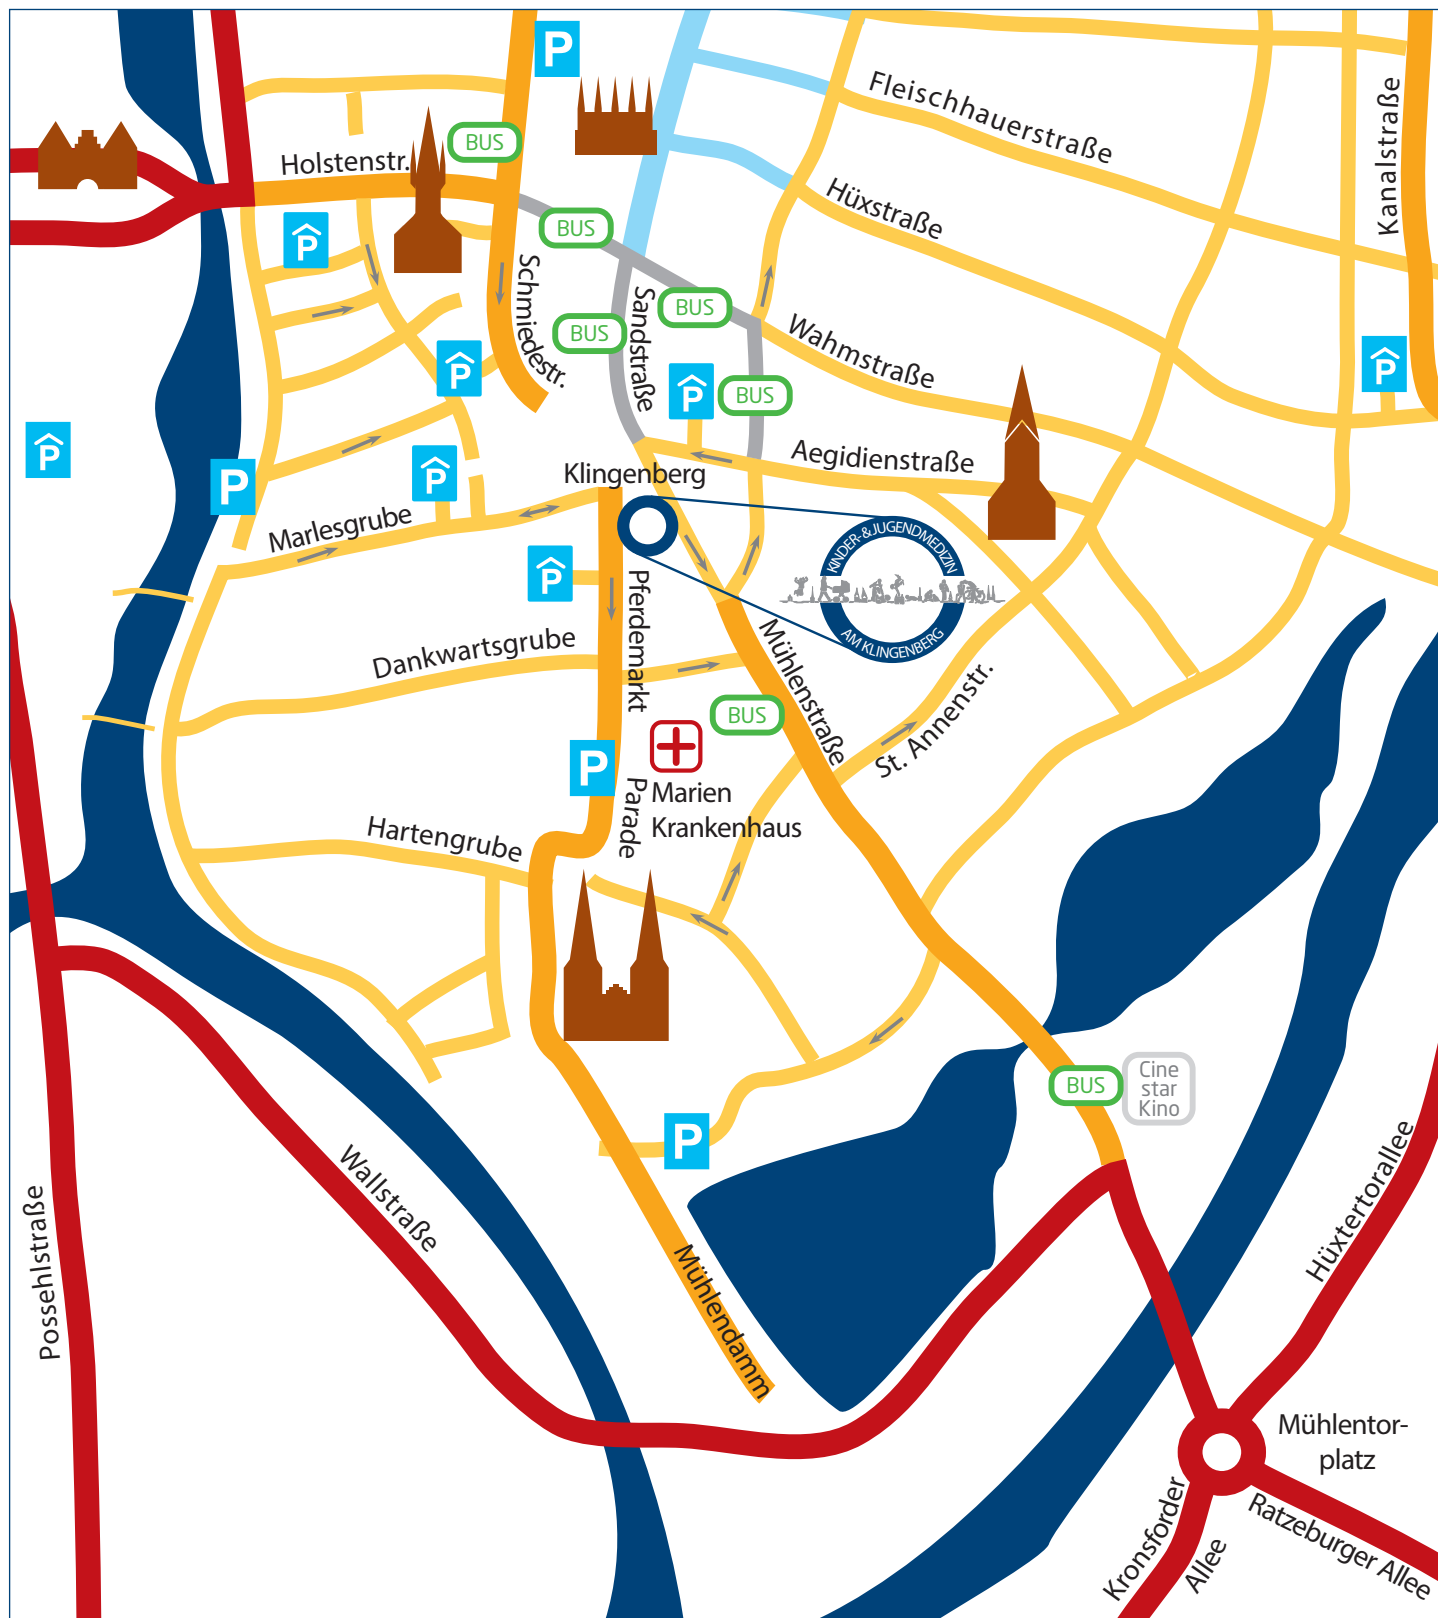 P
Fleischhauerstraße
Kanalstraße
BUS
Holstenstr.
Hüxstraße
P
BUS
Schmiedestr.
Sandstraße
BUS
BUS
Wahmstraße
P
P
P
BUS
P
Aegidienstraße
P
Klingenberg
P
P
Marlesgrube
KINDER-&JUGENDMEDIZIN
AM KLINGENBERG
P
Pferdemarkt
Dankwartsgrube
Mühlenstraße
St. Annenstr.
BUS
P
Parade
Marien
Krankenhaus
Hartengrube
BUS
Cine
star
Kino
P
Wallstraße
Hüxtertorallee
Possehlstraße
Mühlendamm
Mühlentor-
platz
Kronsforder
Allee
Ratzeburger Allee